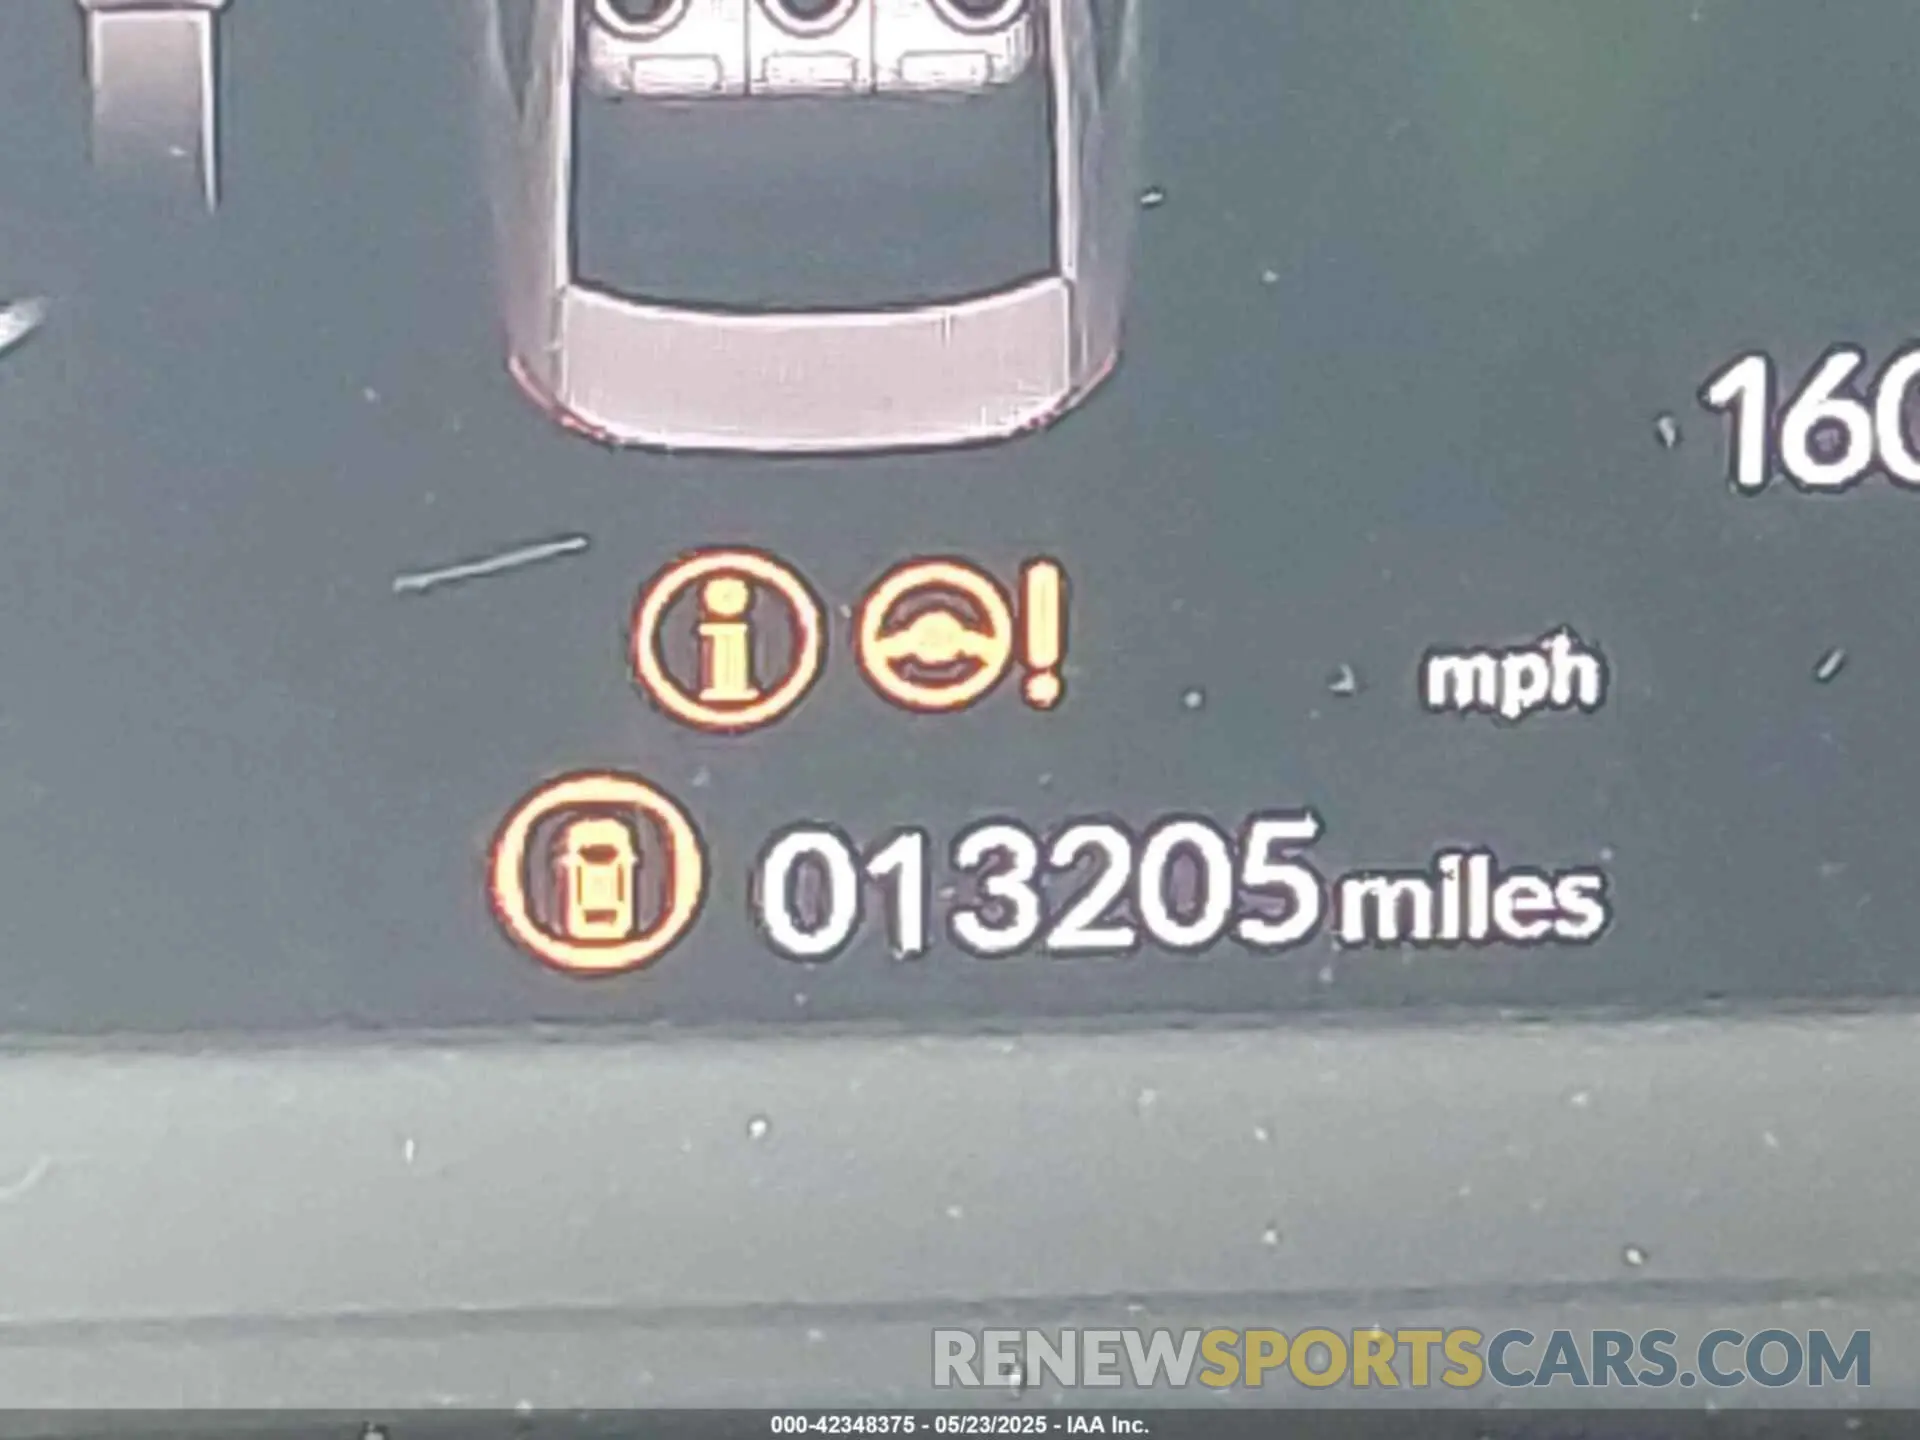 160
mph
013205 miles
RENEWSPORTSCARS.COM
000-42348375 - 05/23/2025 - IAA Inc.